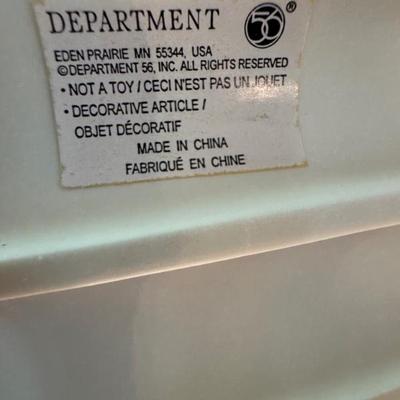 DEPARTMENT 56®
EDEN PRAIRIE MN 55344, USA
©DEPARTMENT 56, INC. ALL RIGHTS RESERVED
• NOT A TOY / CECI N'EST PAS UN JOUET
• DECORATIVE ARTICLE /
OBJET DÉCORATIF
MADE IN CHINA
FABRIQUÉ EN CHINE